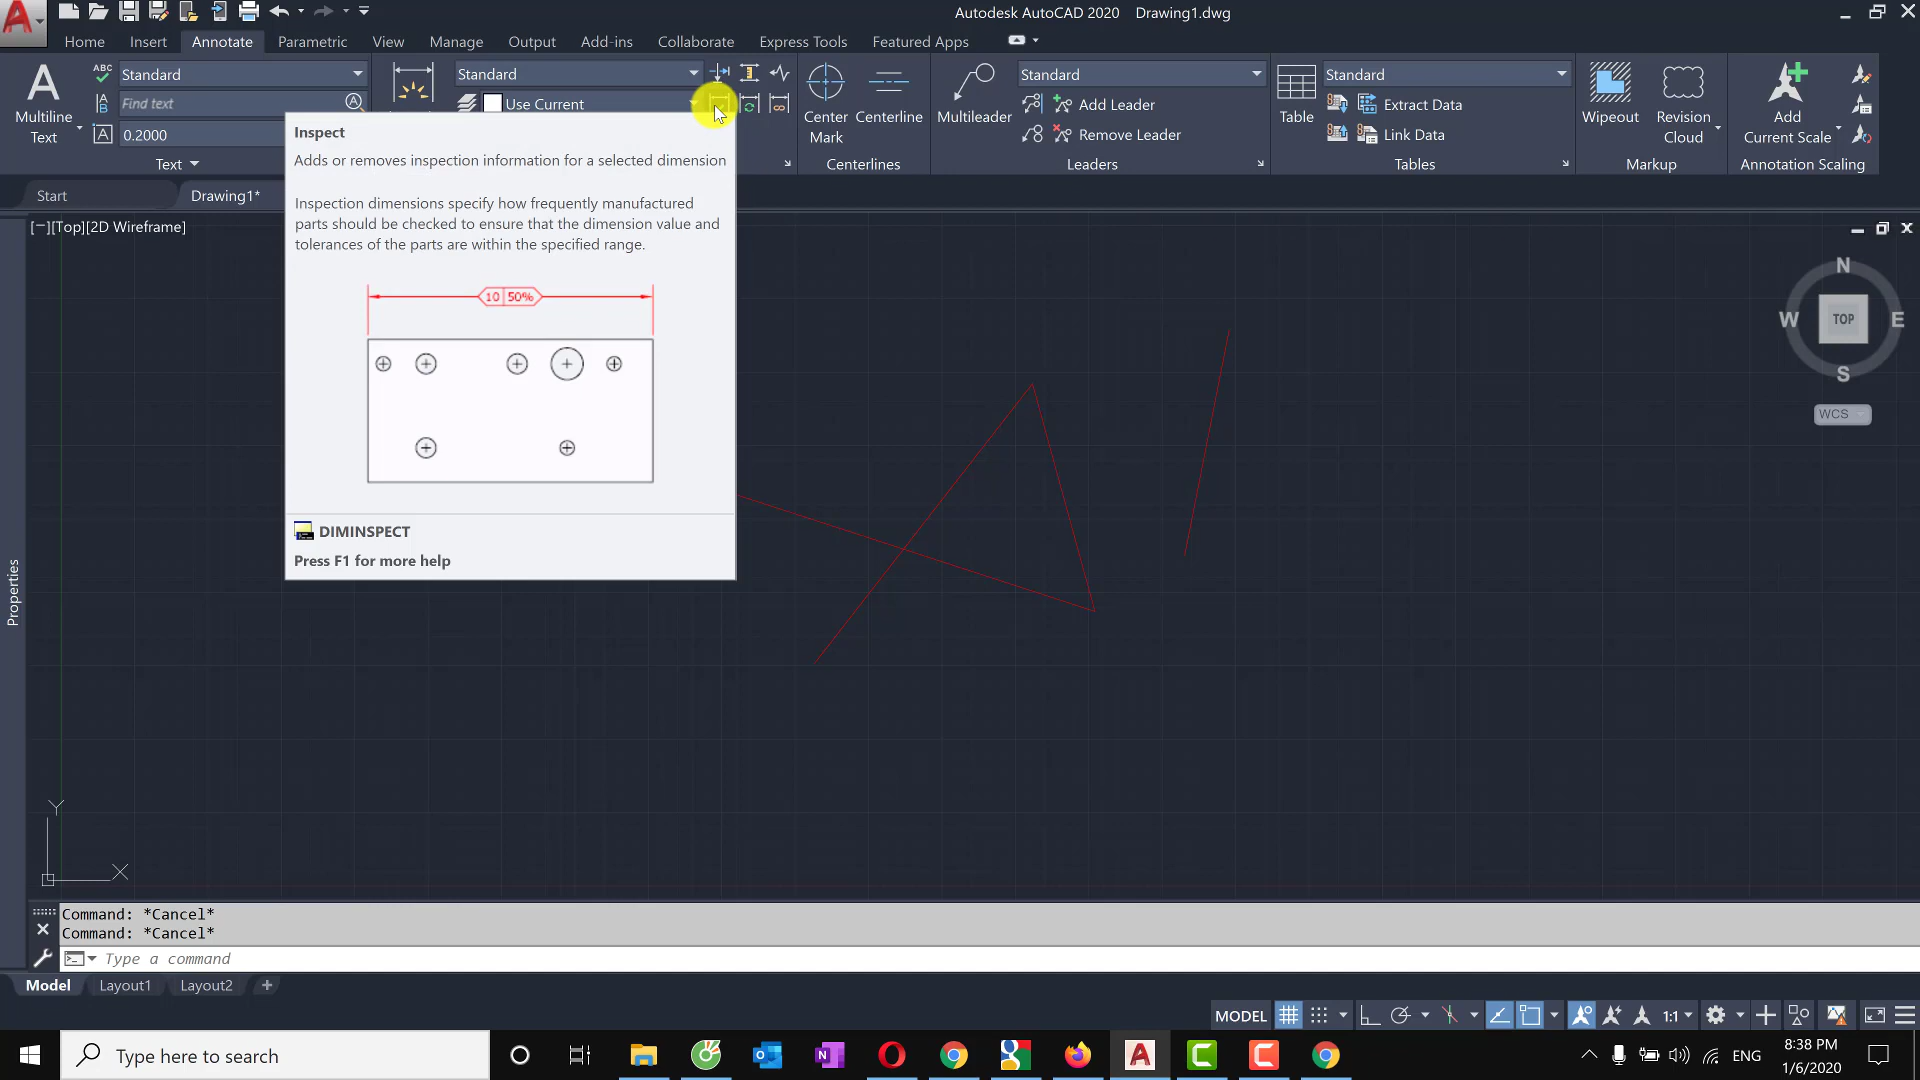 Autodesk AutoCAD 2020 Drawing1.dwg
Home Insert Annotate Parametric View Manage Output Add-ins Collaborate Express Tools Featured Apps
Multiline Text
ABC Standard
Find text
0.2000
Text
Standard
Use Current
Center Mark
Centerline
Centerlines
Multileader
Standard
Add Leader
Remove Leader
Leaders
Table
Standard
Extract Data
Link Data
Tables
Wipeout
Revision Cloud
Markup
Add Current Scale
Annotation Scaling
Start Drawing1*
[−][Top][2D Wireframe]
Inspect
Adds or removes inspection information for a selected dimension
Inspection dimensions specify how frequently manufactured
parts should be checked to ensure that the dimension value and
tolerances of the parts are within the specified range.
10 50%
DIMINSPECT
Press F1 for more help
N
W TOP E
S
WCS
Properties
Y
X
Command: *Cancel*
Command: *Cancel*
Type a command
Model Layout1 Layout2 +
MODEL 1:1
Type here to search
ENG
8:38 PM
1/6/2020